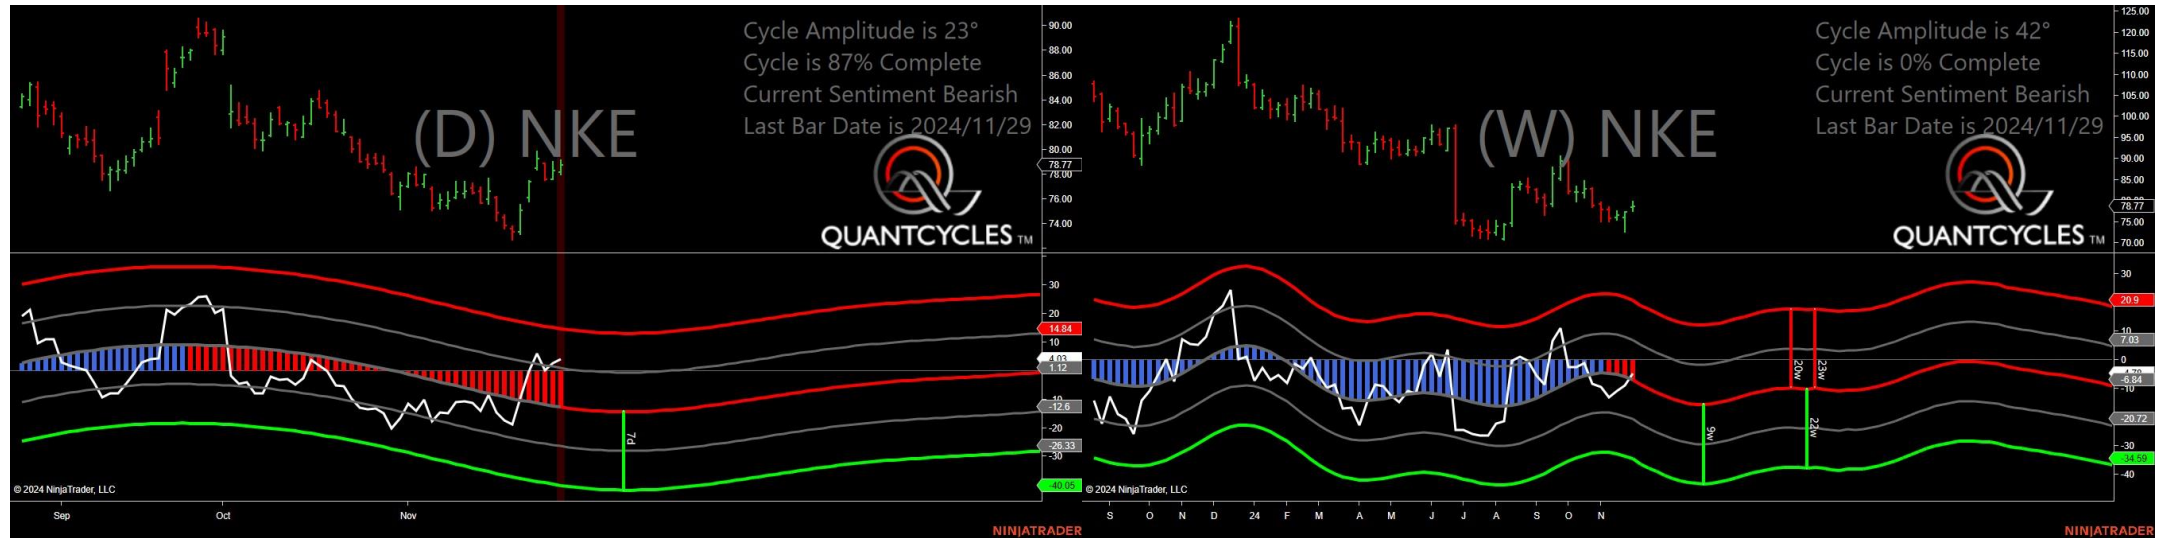 Cycle Amplitude is 23°
Cycle is 87% Complete
Current Sentiment Bearish
Last Bar Date is 2024/11/29
(D) NKE
QUANTCYCLES TM
90.00
88.00
86.00
84.00
82.00
80.00
78.77
78.00
76.00
74.00
30
20
14.84
10
4.03
1.12
-12.6
-20
-26.33
-30
-40.05
7d
© 2024 NinjaTrader, LLC
Sep Oct Nov
NINJATRADER
Cycle Amplitude is 42°
Cycle is 0% Complete
Current Sentiment Bearish
Last Bar Date is 2024/11/29
(W) NKE
QUANTCYCLES TM
125.00
120.00
115.00
110.00
105.00
100.00
95.00
90.00
85.00
78.77
75.00
70.00
30
20.9
10
7.03
0
-6.84
-10
-20.72
-30
-34.59
-40
9w
20w
22w
23w
© 2024 NinjaTrader, LLC
S O N D 24 F M A M J J A S O N
NINJATRADER